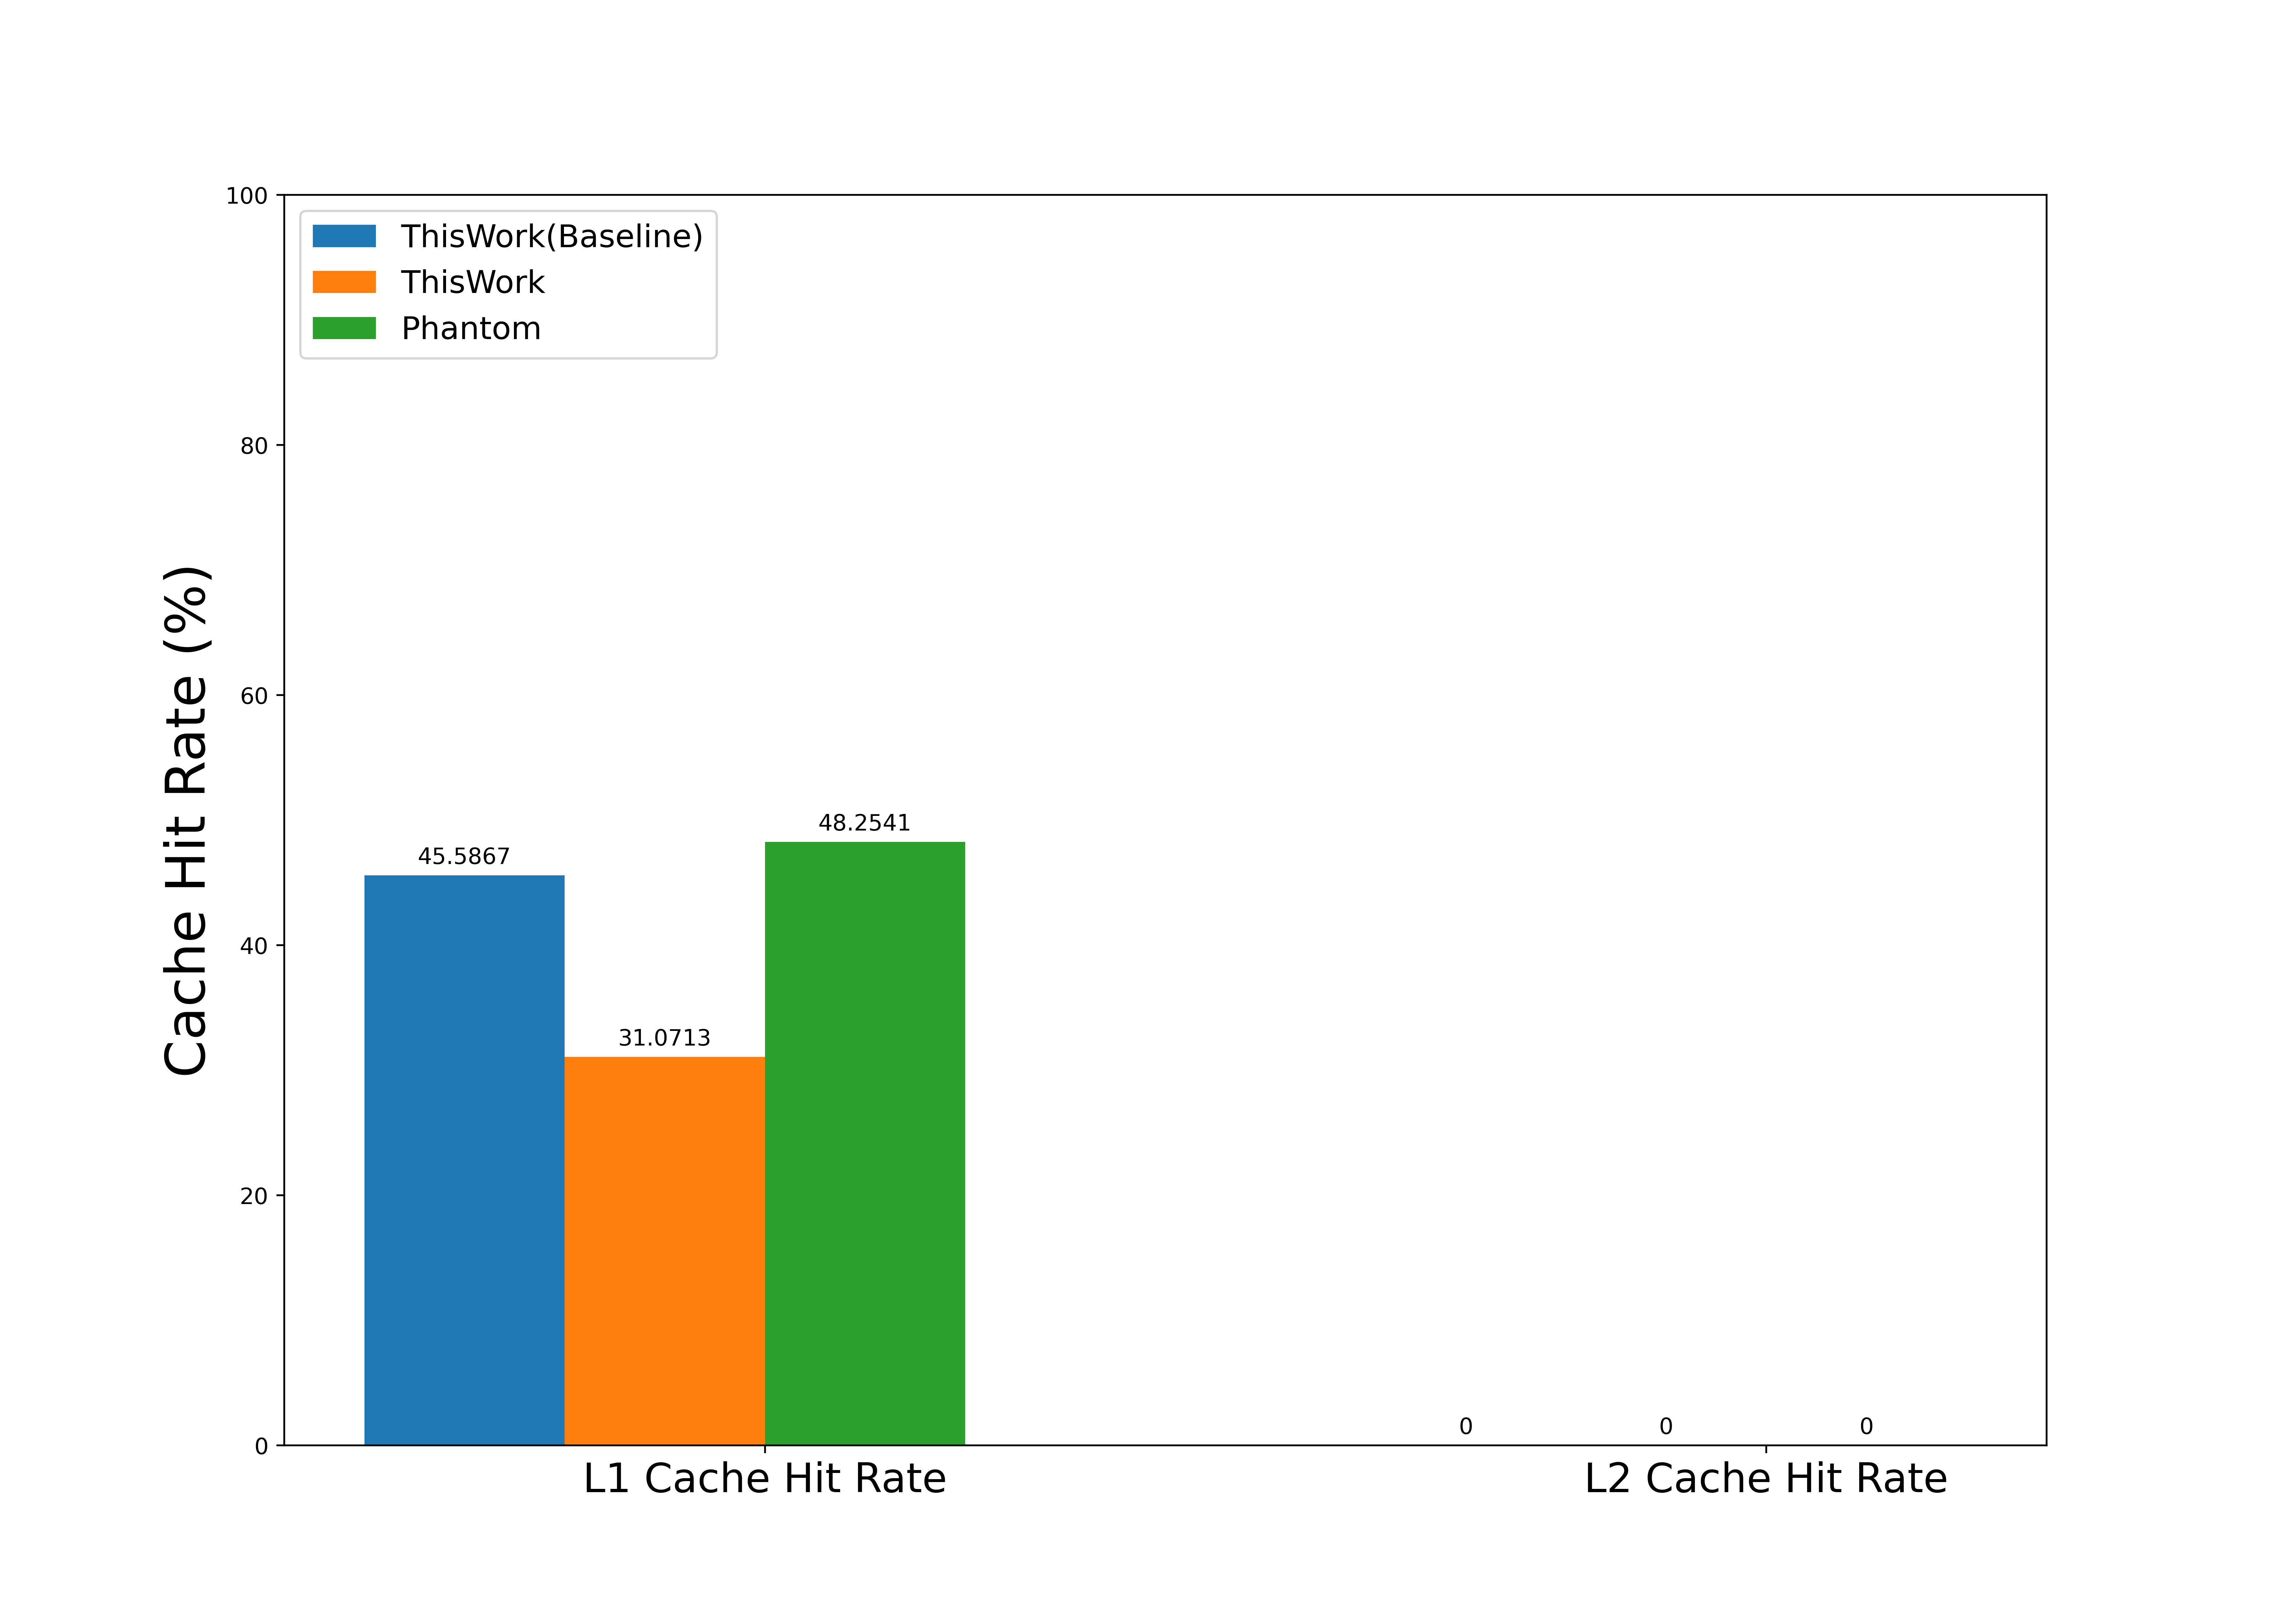 100
80
60
40
20
0
Cache Hit Rate (%)
ThisWork(Baseline)
ThisWork
Phantom
45.5867
31.0713
48.2541
0
0
0
L1 Cache Hit Rate
L2 Cache Hit Rate